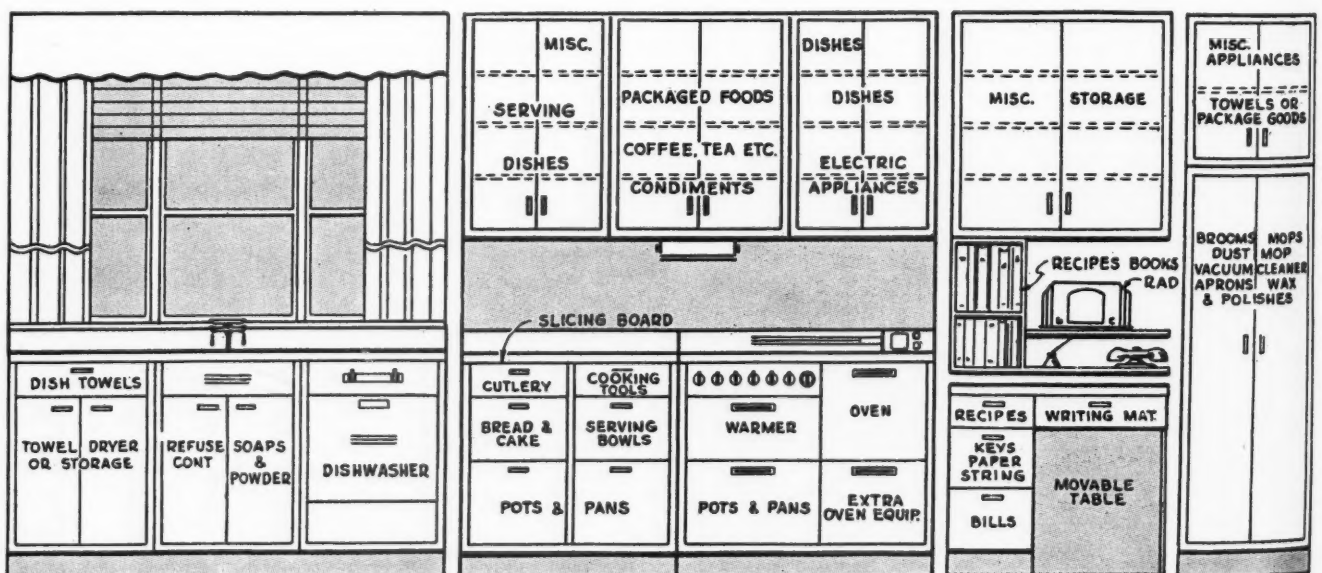 MISC.
SERVING
DISHES
PACKAGED FOODS
COFFEE, TEA ETC.
CONDIMENTS
DISHES
DISHES
ELECTRIC
APPLIANCES
MISC. STORAGE
MISC.
APPLIANCES
TOWELS OR
PACKAGE GOODS
BROOMS MOPS
DUST MOP
VACUUM CLEANER
APRONS WAX
& POLISHES
RECIPES BOOKS
RAD
SLICING BOARD
DISH TOWELS
TOWEL DRYER
OR STORAGE
REFUSE
CONT
SOAPS
&
POWDER
DISHWASHER
CUTLERY
BREAD &
CAKE
COOKING
TOOLS
SERVING
BOWLS
POTS & PANS
WARMER
POTS & PANS
OVEN
EXTRA
OVEN EQUIP.
RECIPES
WRITING MAT
KEYS
PAPER
STRING
BILLS
MOVABLE
TABLE